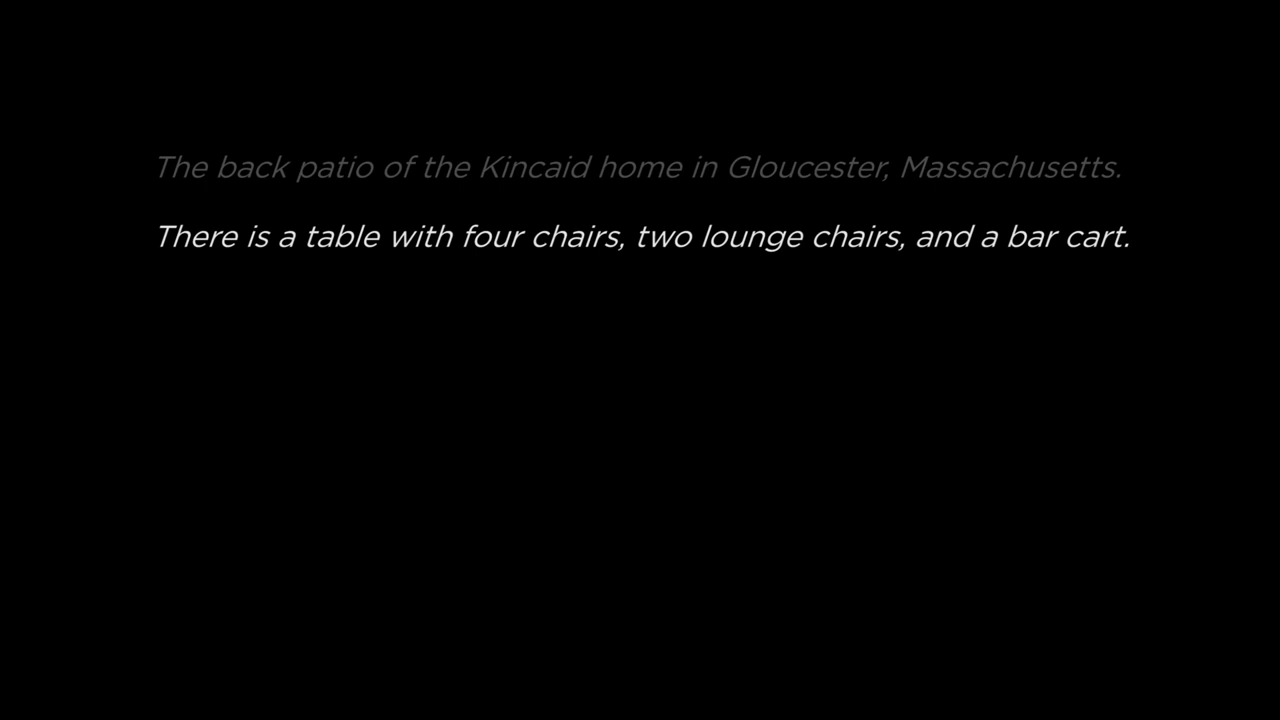 The back patio of the Kincaid home in Gloucester, Massachusetts.
There is a table with four chairs, two lounge chairs, and a bar cart.